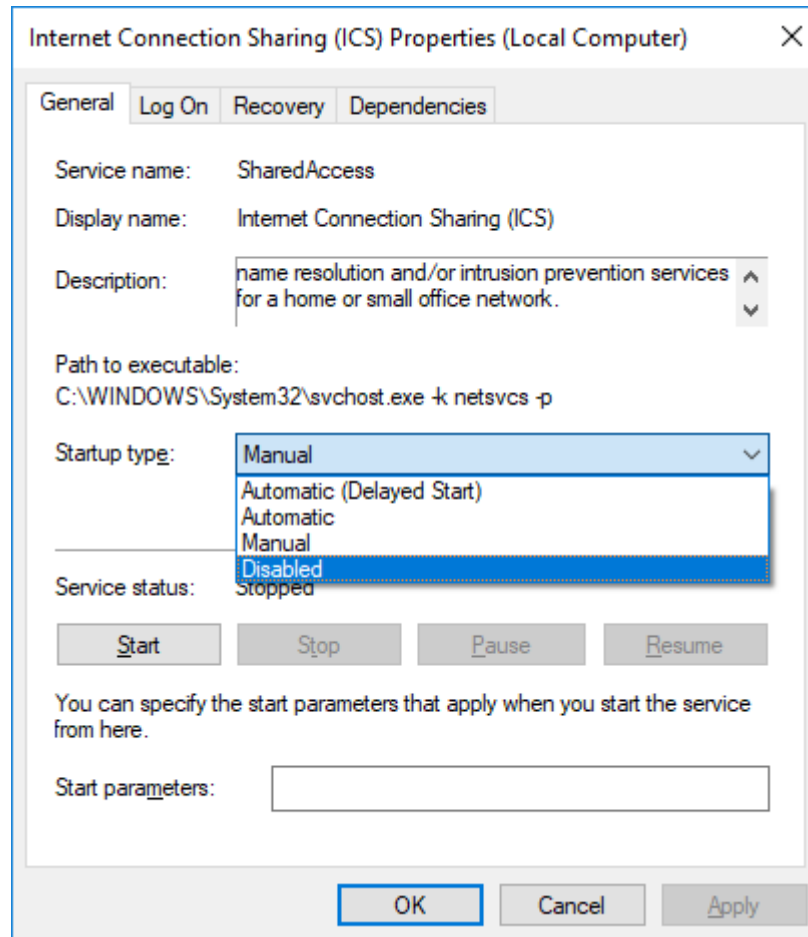 Internet Connection Sharing (ICS) Properties (Local Computer)
General Log On Recovery Dependencies
Service name: SharedAccess
Display name: Internet Connection Sharing (ICS)
Description: name resolution and/or intrusion prevention services
for a home or small office network.
Path to executable:
C:\WINDOWS\System32\svchost.exe -k netsvcs -p
Startup type: Manual
Automatic (Delayed Start)
Automatic
Manual
Disabled
Service status: Stopped
Start Stop Pause Resume
You can specify the start parameters that apply when you start the service
from here.
Start parameters:
OK Cancel Apply